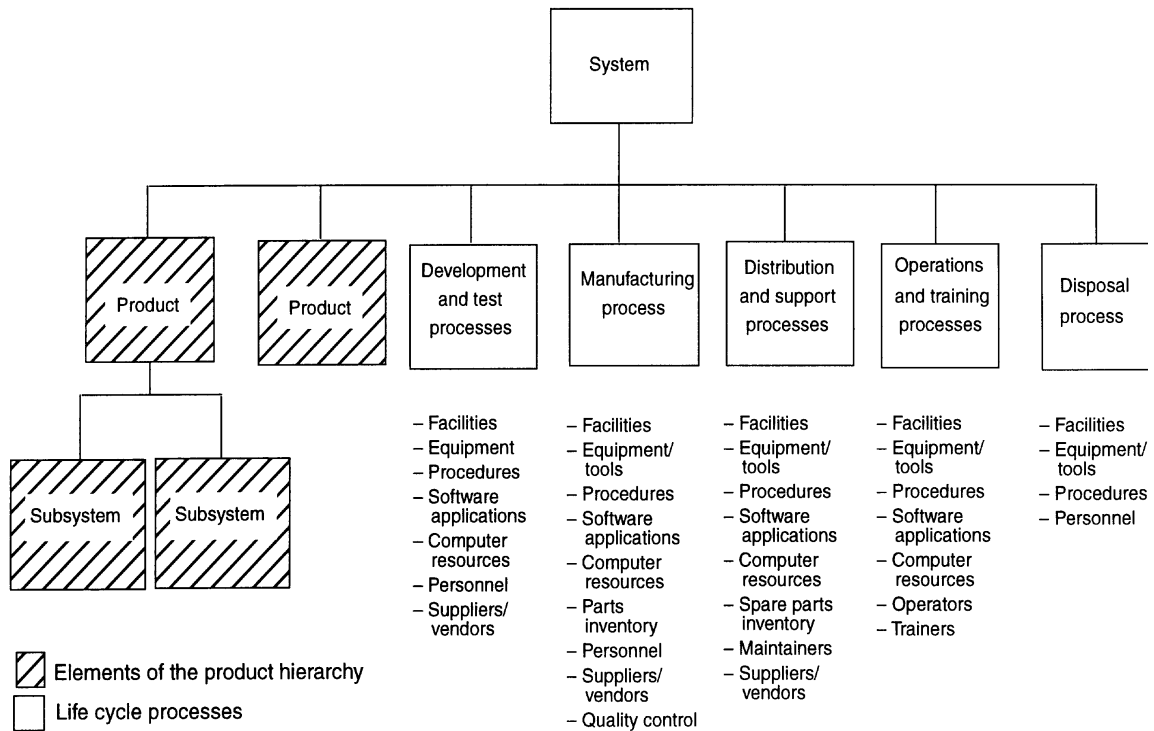 System
Product
Product
Development
and test
processes
Manufacturing
process
Distribution
and support
processes
Operations
and training
processes
Disposal
process
Subsystem
Subsystem
– Facilities
– Equipment
– Procedures
– Software
applications
– Computer
resources
– Personnel
– Suppliers/
vendors
– Facilities
– Equipment/
tools
– Procedures
– Software
applications
– Computer
resources
– Parts
inventory
– Personnel
– Suppliers/
vendors
– Quality control
– Facilities
– Equipment/
tools
– Procedures
– Software
applications
– Computer
resources
– Spare parts
inventory
– Maintainers
– Suppliers/
vendors
– Facilities
– Equipment/
tools
– Procedures
– Software
applications
– Computer
resources
– Operators
– Trainers
– Facilities
– Equipment/
tools
– Procedures
– Personnel
Elements of the product hierarchy
Life cycle processes